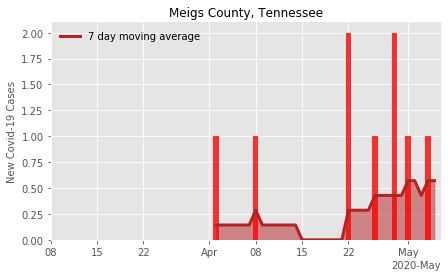 Meigs County, Tennessee
7 day moving average
New Covid-19 Cases
2.00
1.75
1.50
1.25
1.00
0.75
0.50
0.25
0.00
08 15 22 Apr 08 15 22 May
2020-May